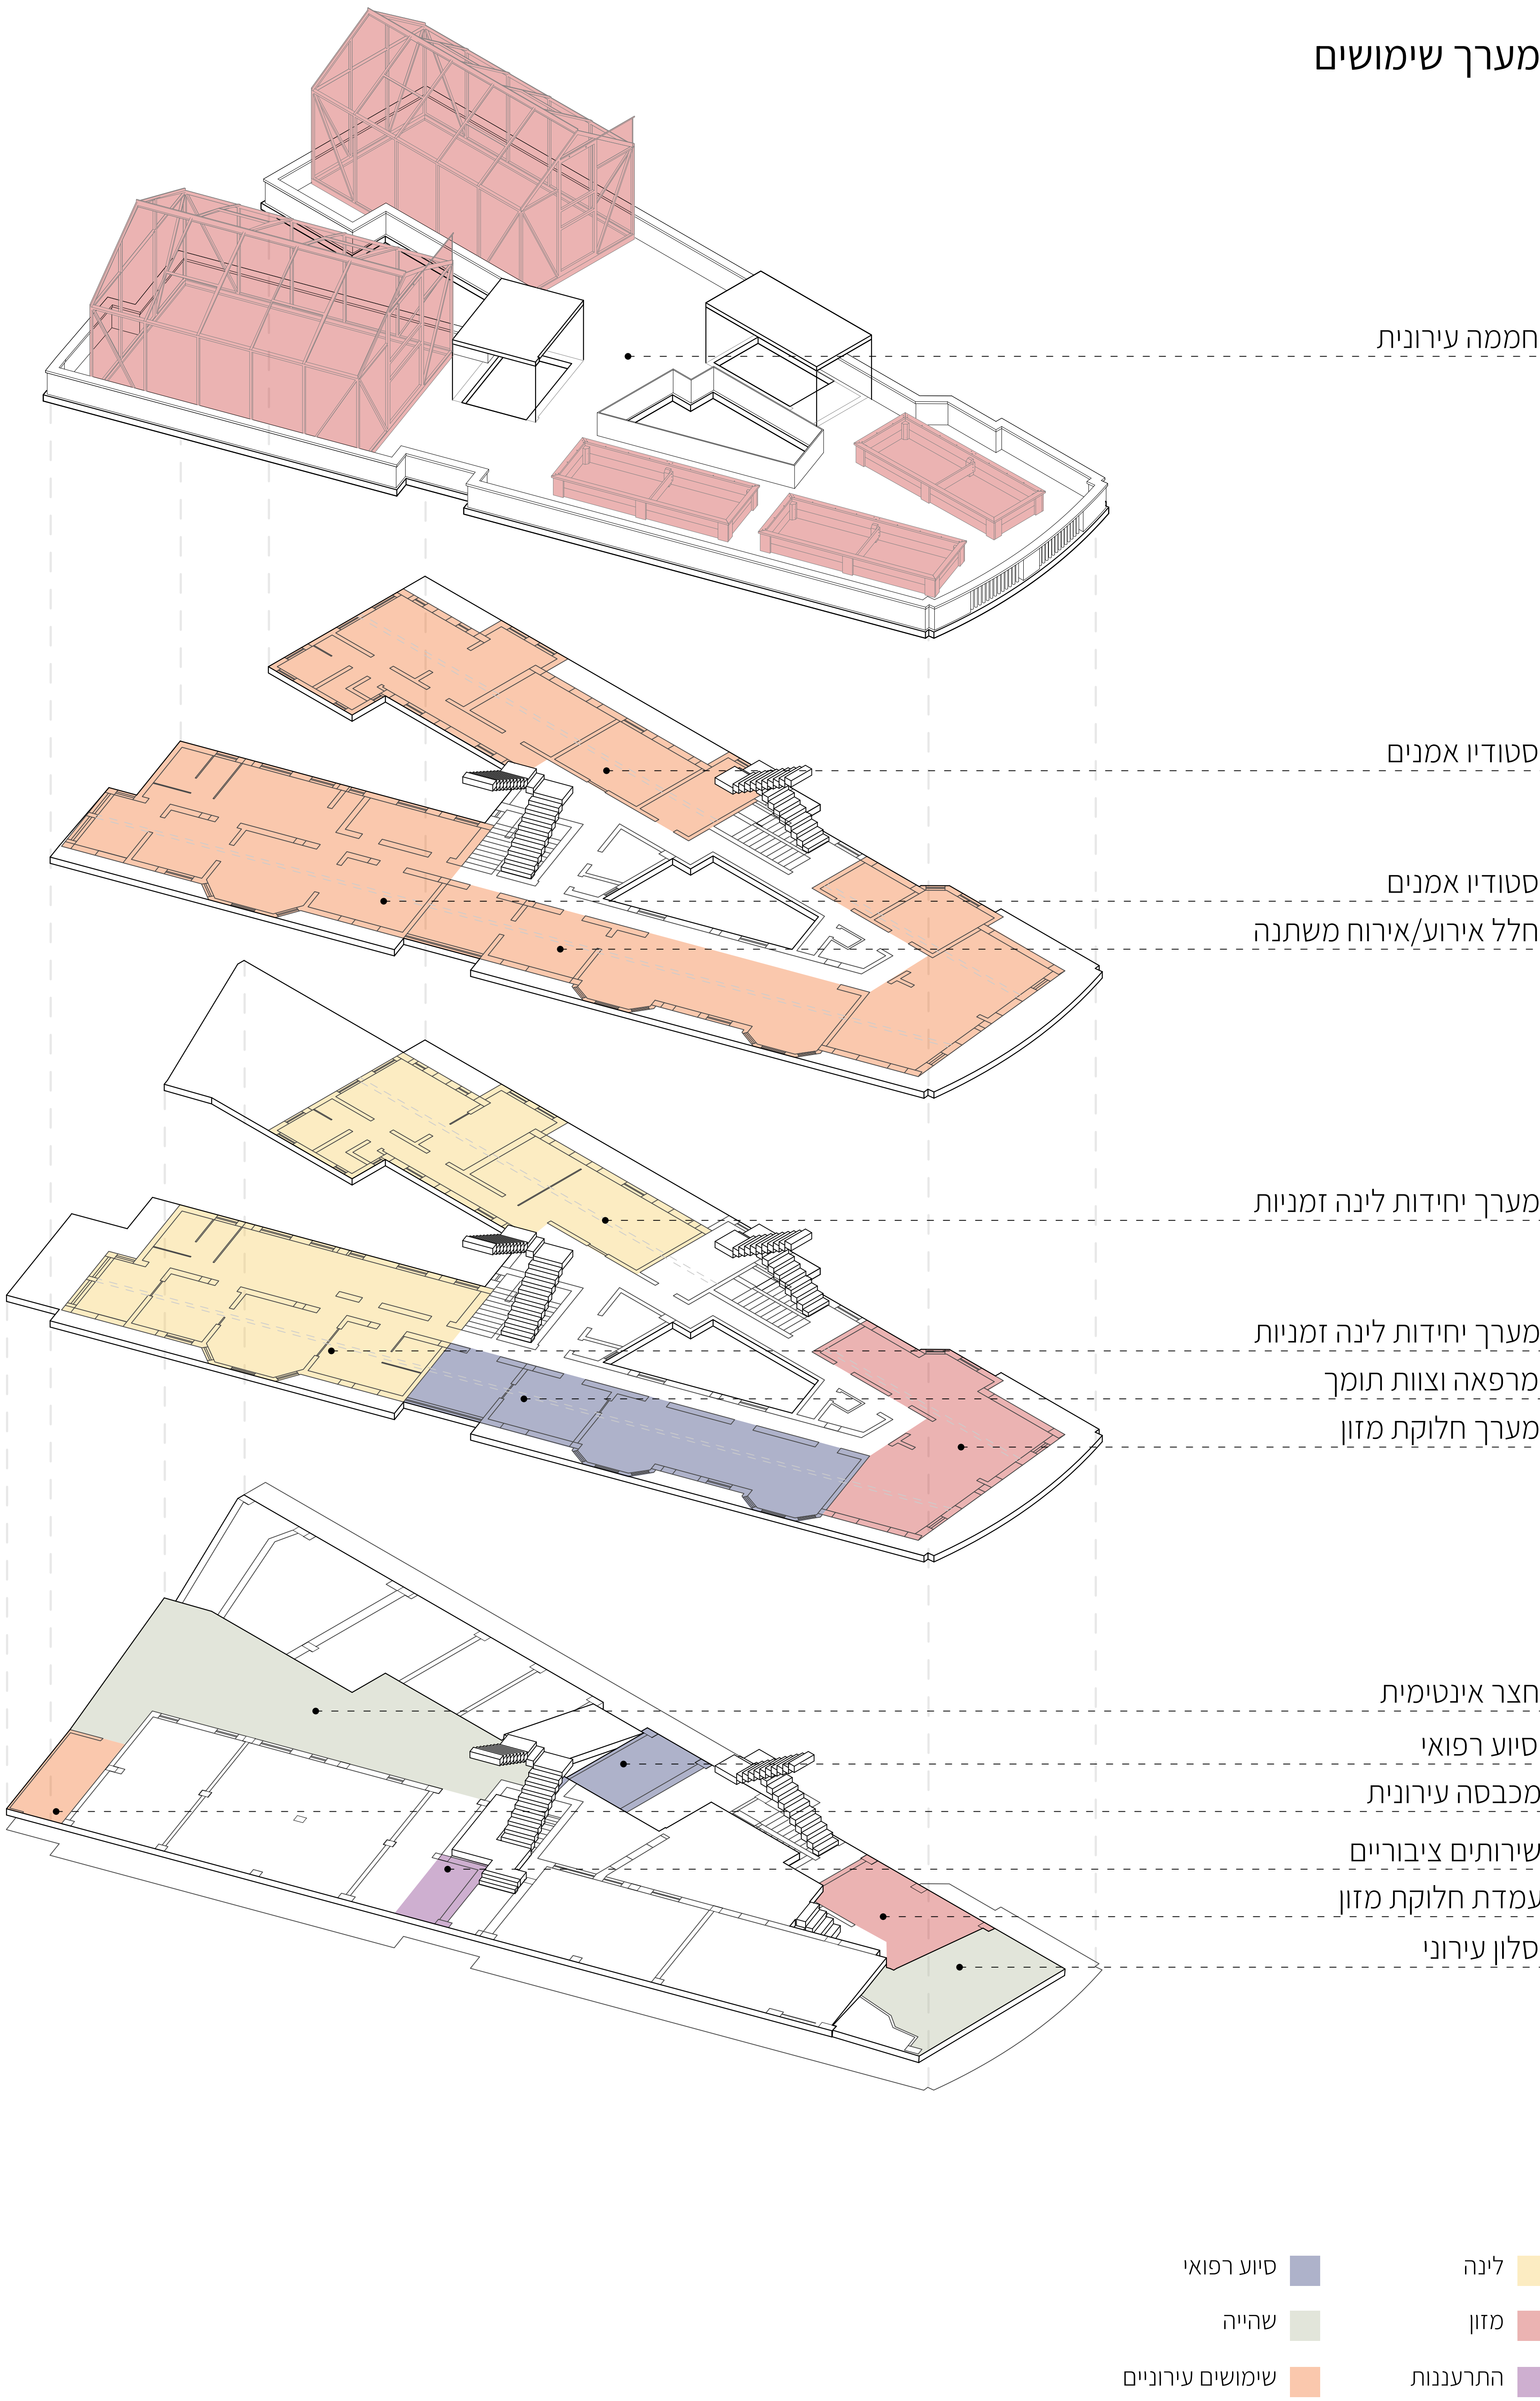 מערך שימושים
חממה עירונית
סטודיו אמנים
סטודיו אמנים
חלל אירוע/אירוח משתנה
מערך יחידות לינה זמניות
מערך יחידות לינה זמניות
מרפאה וצוות תומך
מערך חלוקת מזון
חצר אינטימית
סיוע רפואי
מכבסה עירונית
שירותים ציבוריים
עמדת חלוקת מזון
סלון עירוני
לינה
סיוע רפואי
מזון
שהייה
התרעננות
שימושים עירוניים